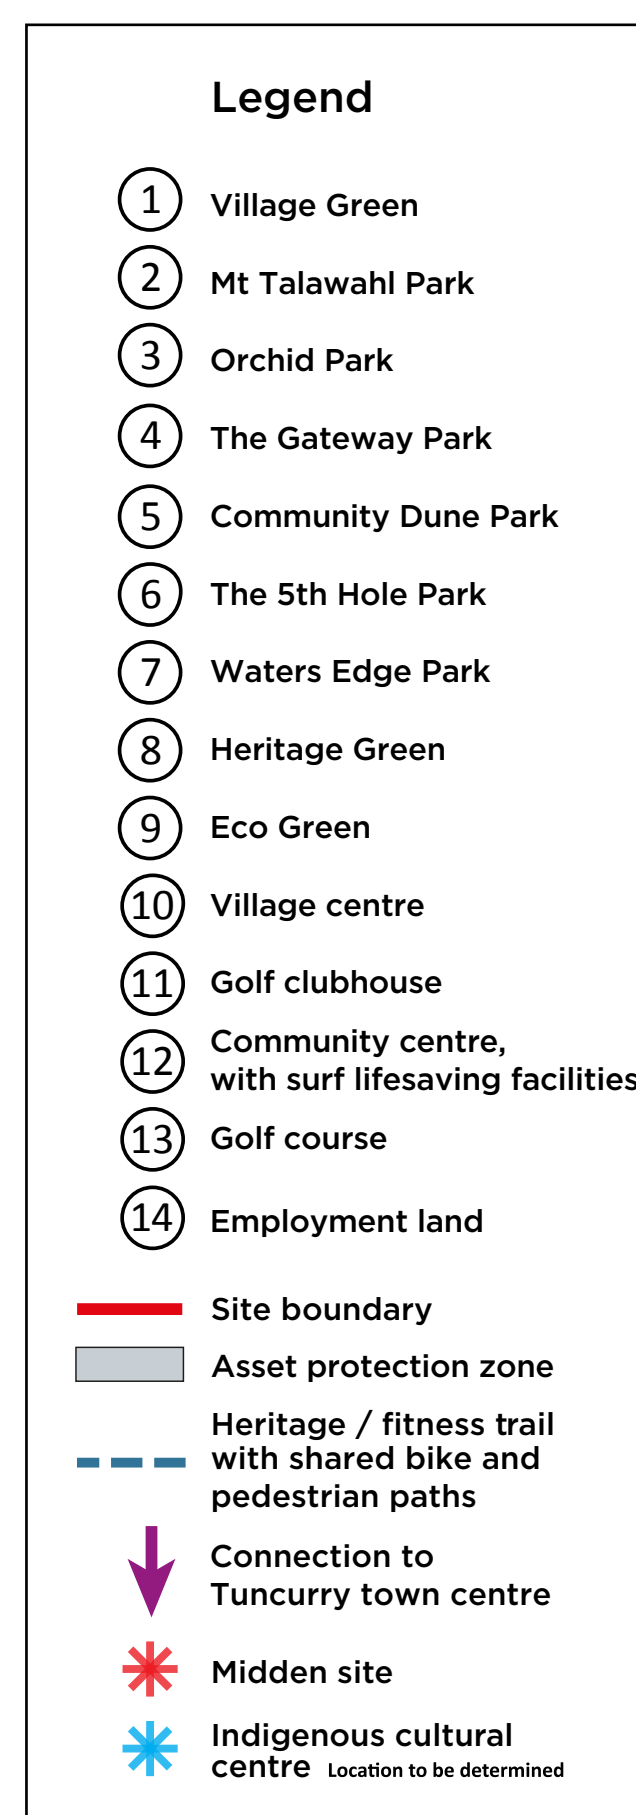 Legend
1 Village Green
2 Mt Talawahl Park
3 Orchid Park
4 The Gateway Park
5 Community Dune Park
6 The 5th Hole Park
7 Waters Edge Park
8 Heritage Green
9 Eco Green
10 Village centre
11 Golf clubhouse
12 Community centre,
with surf lifesaving facilities
13 Golf course
14 Employment land
Site boundary
Asset protection zone
Heritage / fitness trail
with shared bike and
pedestrian paths
Connection to
Tuncurry town centre
Midden site
Indigenous cultural
centre Location to be determined